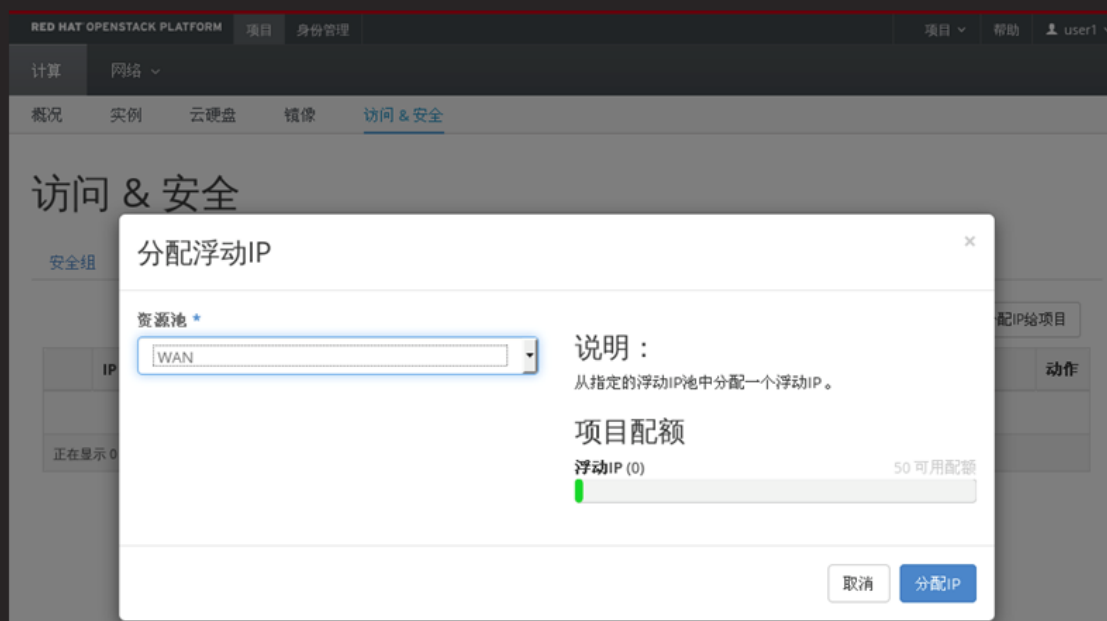 RED HAT OPENSTACK PLATFORM 项目 身份管理 项目 帮助 user1
计算 网络
概况 实例 云硬盘 镜像 访问 & 安全
访问 & 安全
分配浮动IP ×
安全组
资源池 *
配IP给项目
WAN
说明：
IP 动作
从指定的浮动IP池中分配一个浮动IP。
项目配额
正在显示 0
浮动IP (0) 50 可用配额
取消 分配IP